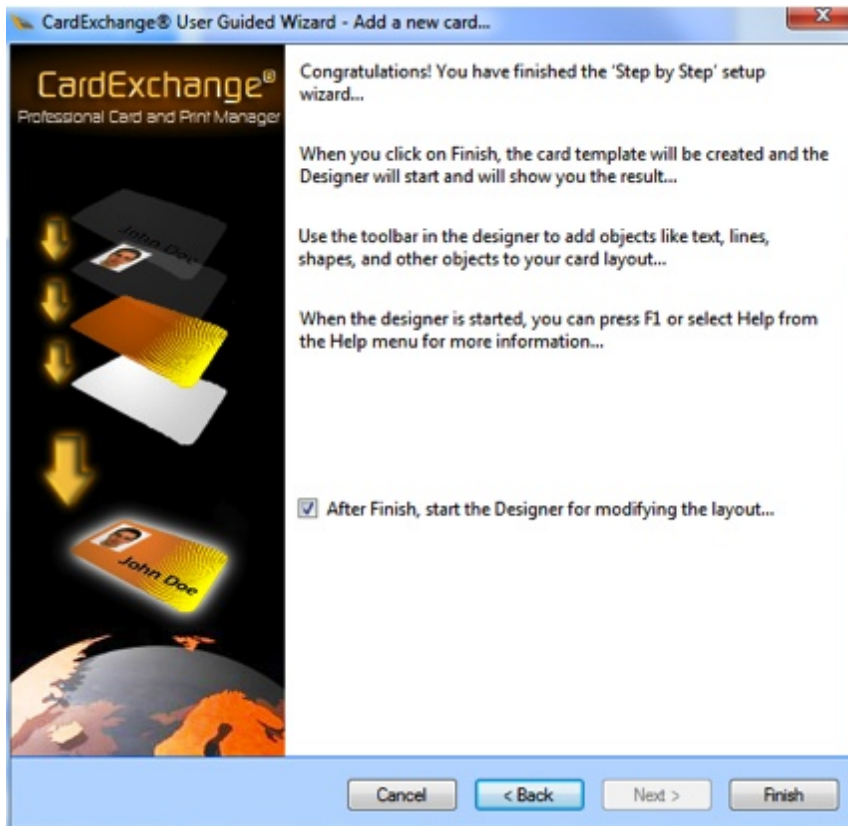 CardExchange® User Guided Wizard - Add a new card...
CardExchange®
Professional Card and Print Manager
John Doe
John Doe
Congratulations! You have finished the 'Step by Step' setup
wizard...
When you click on Finish, the card template will be created and the
Designer will start and will show you the result...
Use the toolbar in the designer to add objects like text, lines,
shapes, and other objects to your card layout...
When the designer is started, you can press F1 or select Help from
the Help menu for more information...
After Finish, start the Designer for modifying the layout...
Cancel
< Back
Next >
Finish